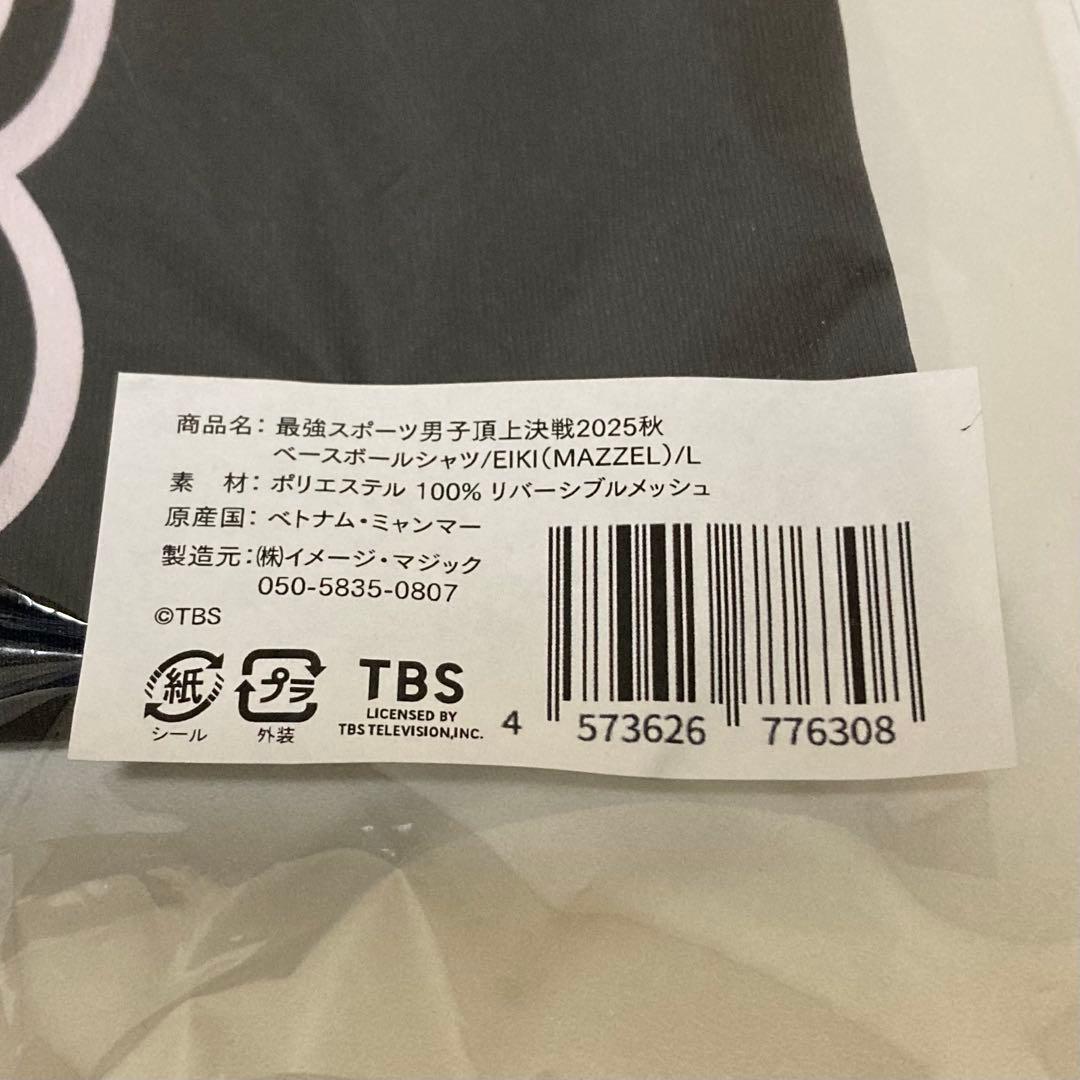 商品名：最強スポーツ男子頂上決戦2025秋
ベースボールシャツ/EIKI（MAZZEL）/L
素　材：ポリエステル 100% リバーシブルメッシュ
原産国：ベトナム・ミャンマー
製造元：㈱イメージ・マジック
050-5835-0807
©TBS
紙
シール
プラ
外装
TBS
LICENSED BY
TBS TELEVISION,INC.
4 573626 776308